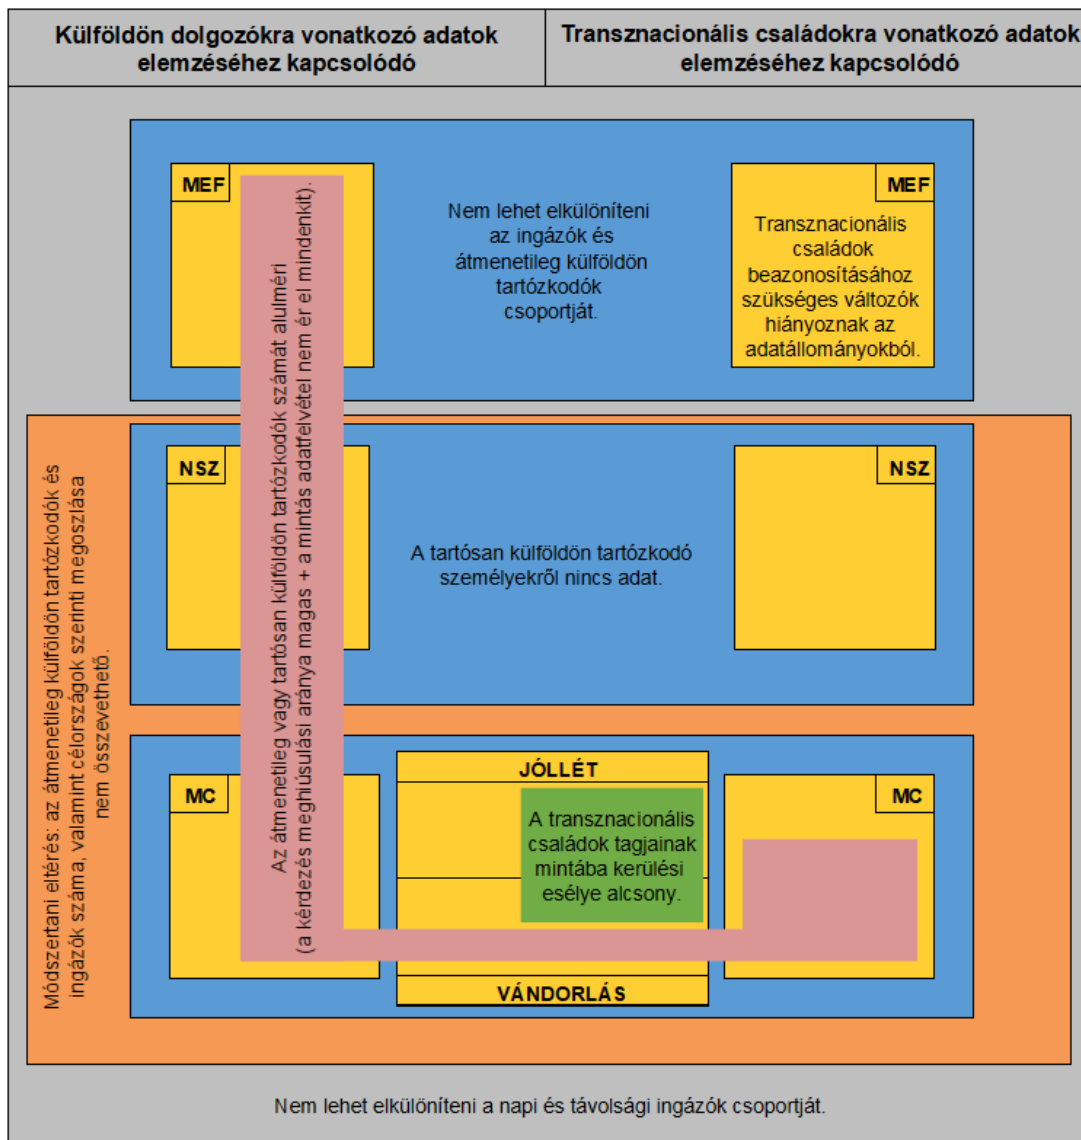 Külföldön dolgozókra vonatkozó adatok
elemzéséhez kapcsolódó
Transznacionális családokra vonatkozó adatok
elemzéséhez kapcsolódó
MEF
Nem lehet elkülöníteni
az ingázók és
átmenetileg külföldön
tartózkodók
csoportját.
MEF
Transznacionális
családok
beazonosításához
szükséges változók
hiányoznak az
adatállományokból.
Az átmenetileg vagy tartósan külföldön tartózkodók számát alulméri
(a kérdezés meghiúsulási aránya magas + a mintás adatfelvétel nem ér el mindenkit).
Módszertani eltérés: az átmenetileg külföldön tartózkodók és
ingázók száma, valamint célországok szerinti megoszlása
nem összevethető.
NSZ
A tartósan külföldön tartózkodó
személyekről nincs adat.
NSZ
MC
JÓLLÉT
A transznacionális
családok tagjainak
mintába kerülési
esélye alcsony.
VÁNDORLÁS
MC
Nem lehet elkülöníteni a napi és távolsági ingázók csoportját.